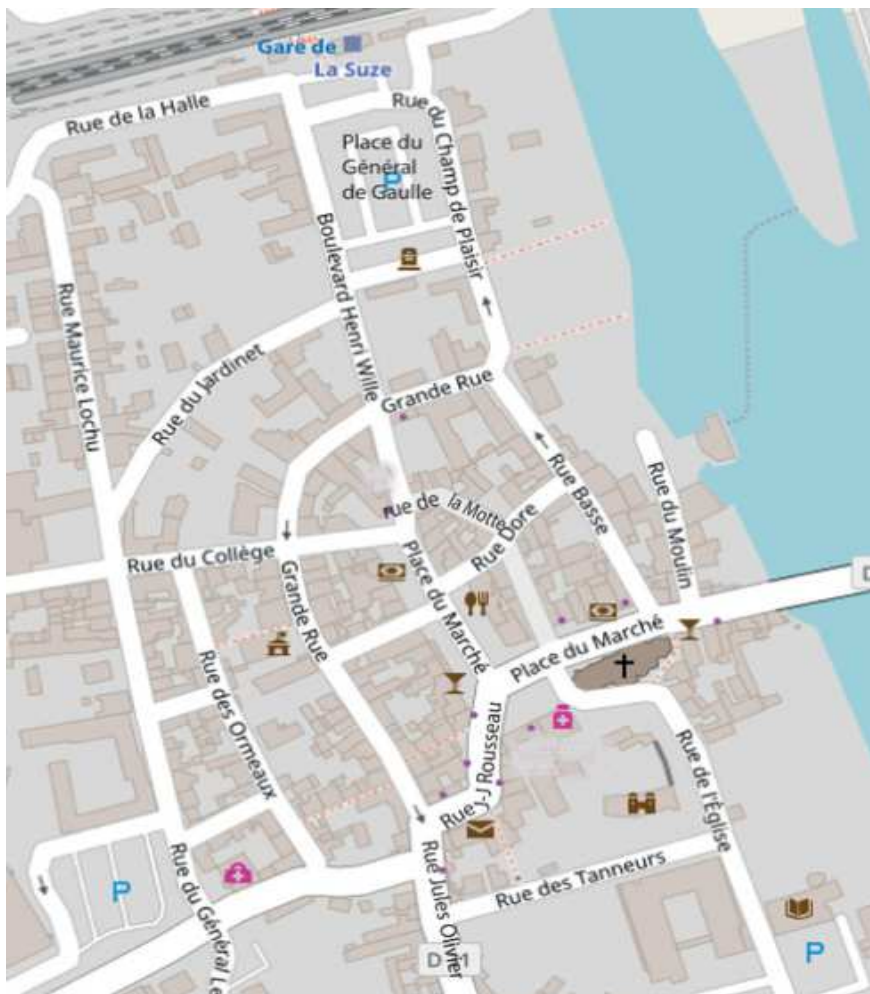 Gare de
La Suze
Rue de la Halle
Rue du Champ de Plaisir
Place du
Général
de Gaulle
P
Boulevard Henri Wille
Rue Maurice Lochu
Rue du Jardinet
Grande Rue
rue de la Motte
Rue Basse
Rue du Moulin
Rue Dore
Rue du Collège
Place du Marché
Grande Rue
D
Place du Marché
Rue des Ormeaux
Rue J-J Rousseau
Rue de l'Église
Rue des Tanneurs
Rue Jules Olivier
Rue du Général Le
P
P
D